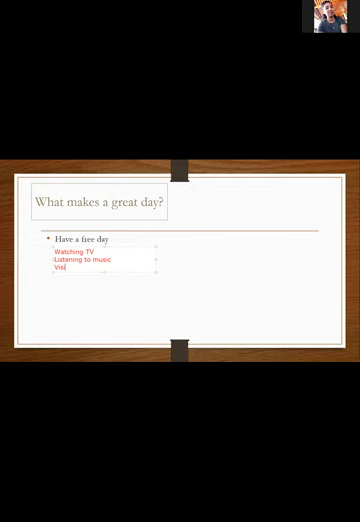 What makes a great day?
• Have a free day
Watching TV
Listening to music
Visi